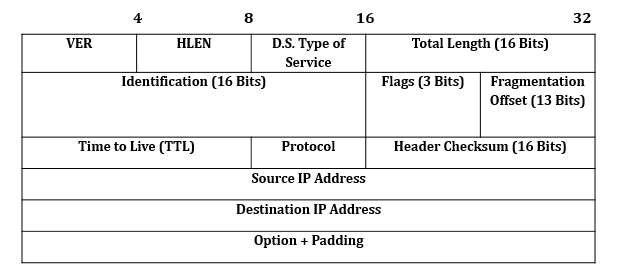 4 8 16 32
VER HLEN D.S. Type of Total Length (16 Bits)
Service
Identification (16 Bits) Flags (3 Bits) Fragmentation
Offset (13 Bits)
Time to Live (TTL) Protocol Header Checksum (16 Bits)
Source IP Address
Destination IP Address
Option + Padding